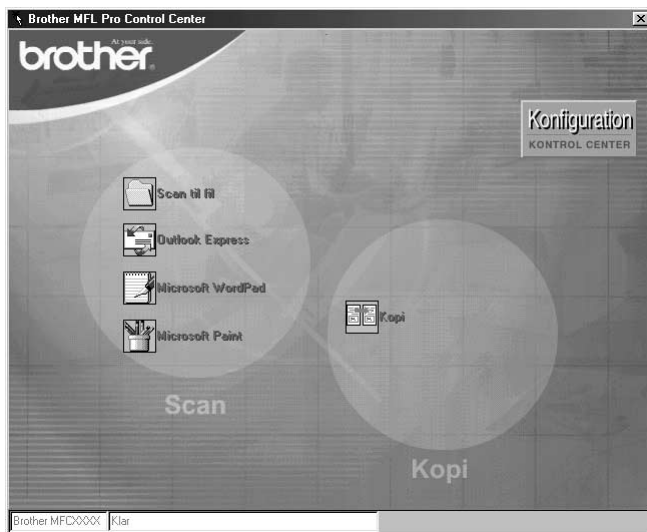 Brother MFL Pro Control Center
At your side.
brother
Konfiguration
KONTROL CENTER
Scan til fil
Outlook Express
Microsoft WordPad
Microsoft Paint
Scan
Kopi
Kopi
Brother MFCXXXX
Klar